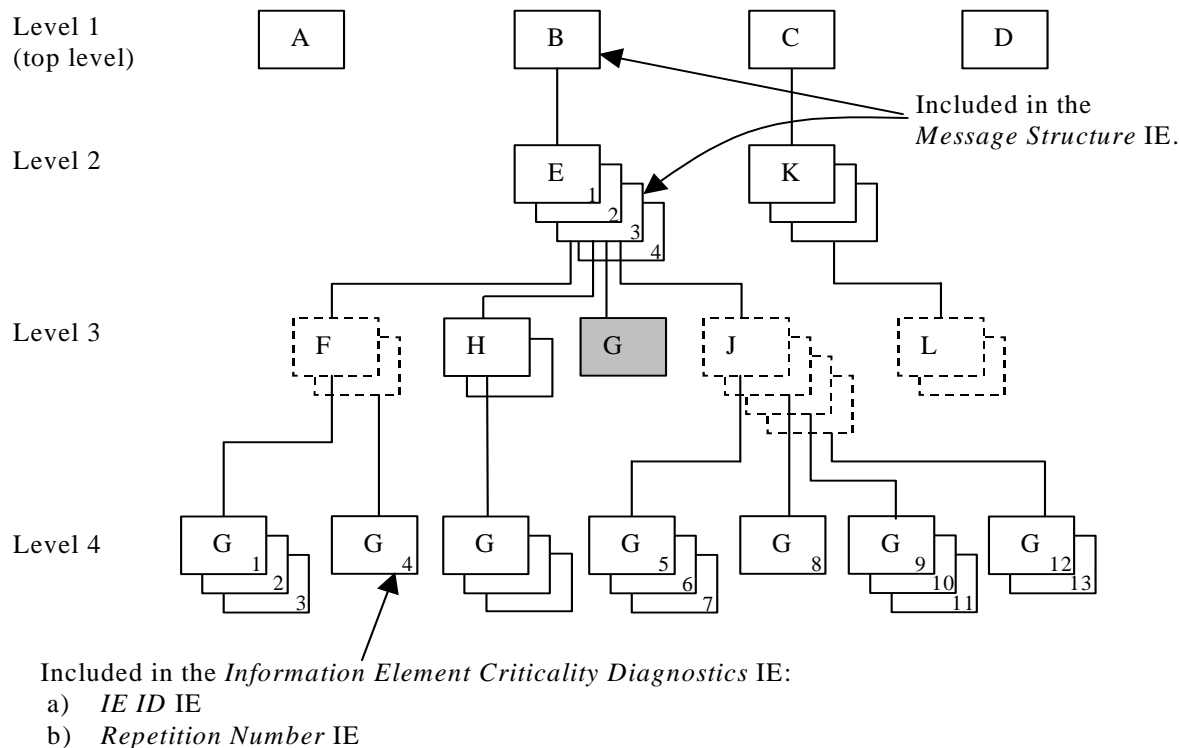 Level 1
(top level)
A
B
C
D
Included in the
Message Structure IE.
Level 2
E
1
2
3
4
K
Level 3
F
H
G
J
L
Level 4
G
1
2
3
G
4
G
G
5
6
7
G
8
G
9
10
11
G
12
13
Included in the Information Element Criticality Diagnostics IE:
a) IE ID IE
b) Repetition Number IE